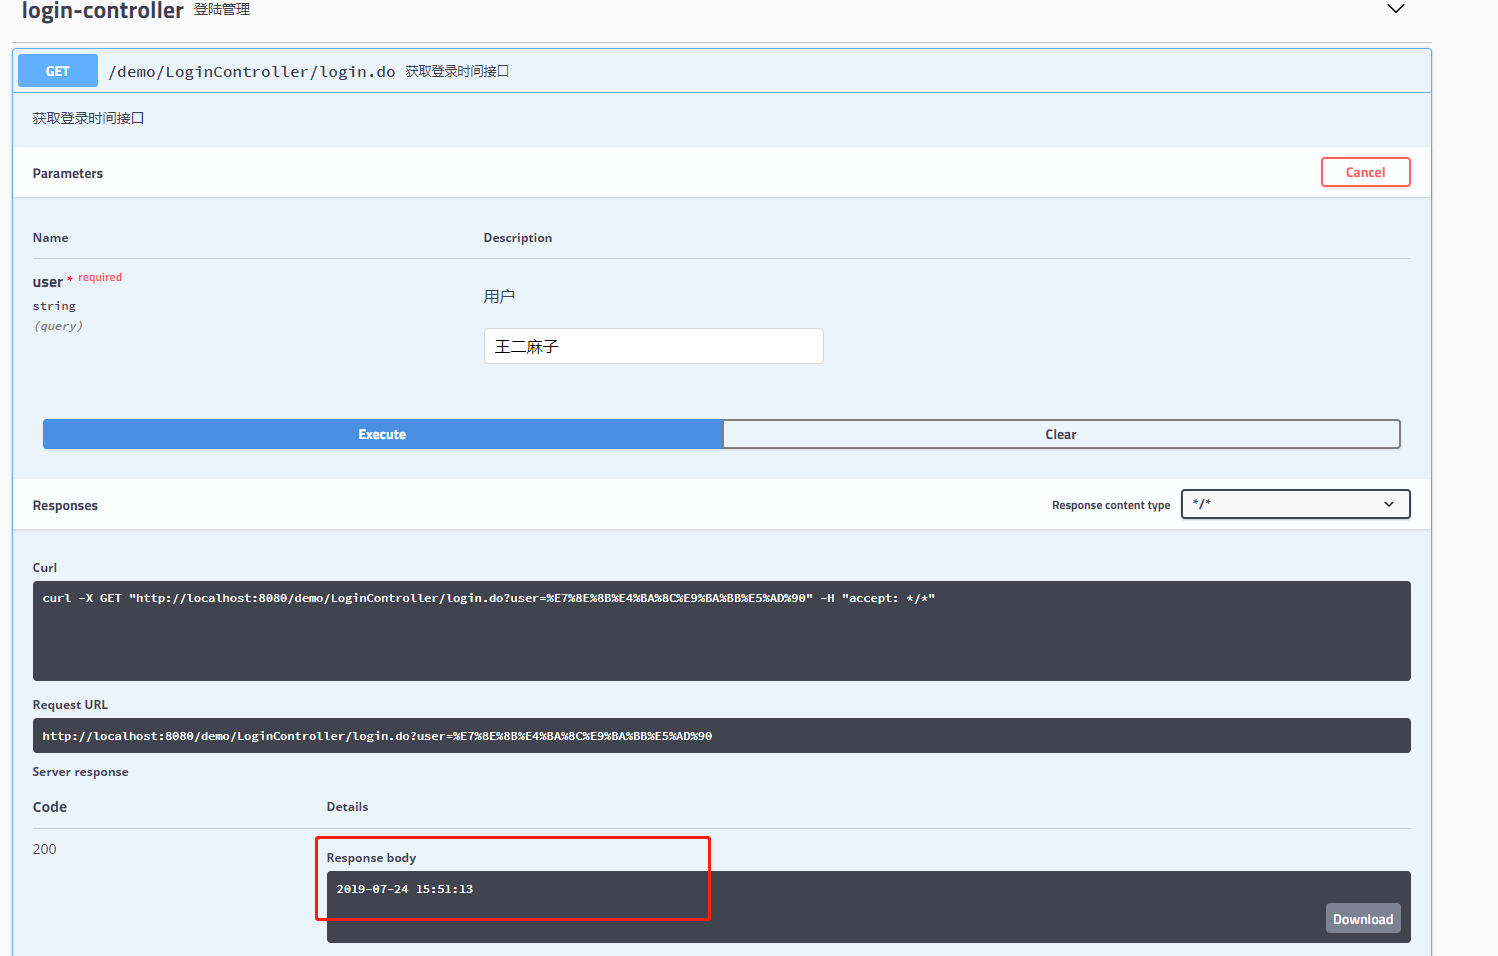 login-controller 登陆管理
GET /demo/LoginController/login.do 获取登录时间接口
获取登录时间接口
Parameters Cancel
Name Description
user * required
string
(query)
用户
王二麻子
Execute Clear
Responses Response content type */*
Curl
curl -X GET "http://localhost:8080/demo/LoginController/login.do?user=%E7%8E%8B%E4%BA%8C%E9%BA%BB%E5%AD%90" -H "accept: */*"
Request URL
http://localhost:8080/demo/LoginController/login.do?user=%E7%8E%8B%E4%BA%8C%E9%BA%BB%E5%AD%90
Server response
Code Details
200
Response body
2019-07-24 15:51:13
Download